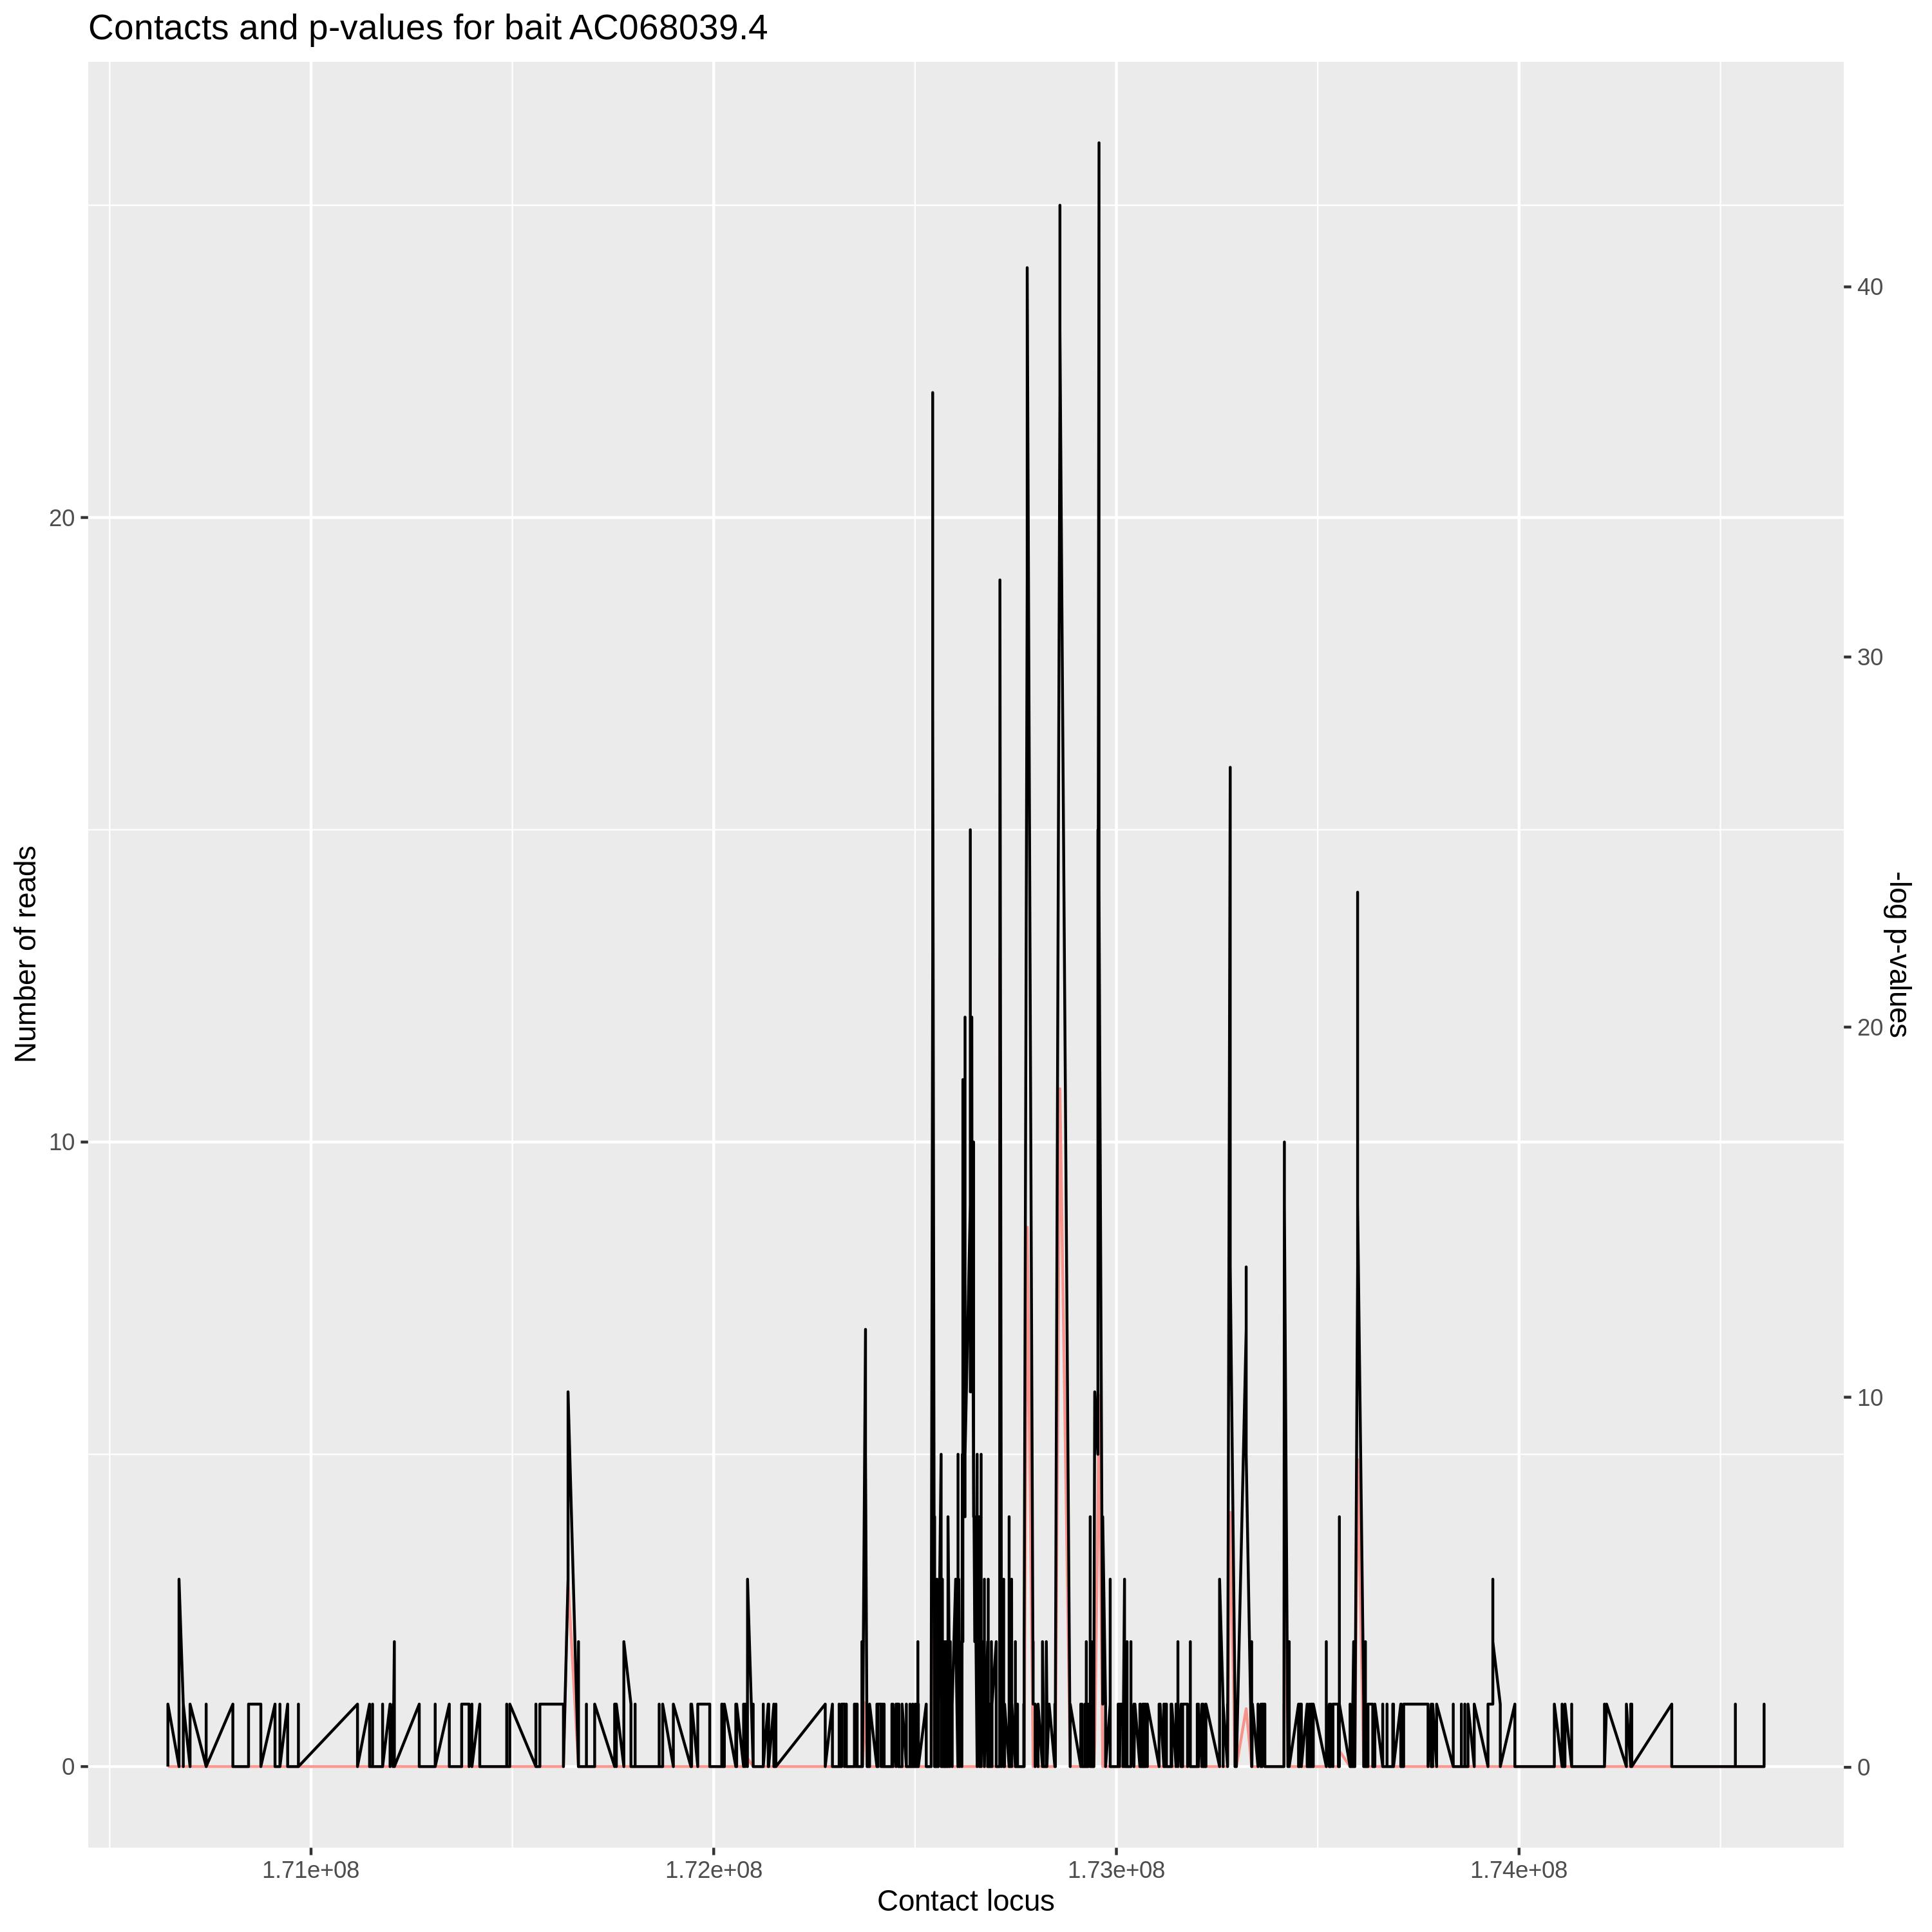 Contacts and p-values for bait AC068039.4
Number of reads
20
10
0
40
30
20
10
0
-log p-values
1.71e+08
1.72e+08
1.73e+08
1.74e+08
Contact locus